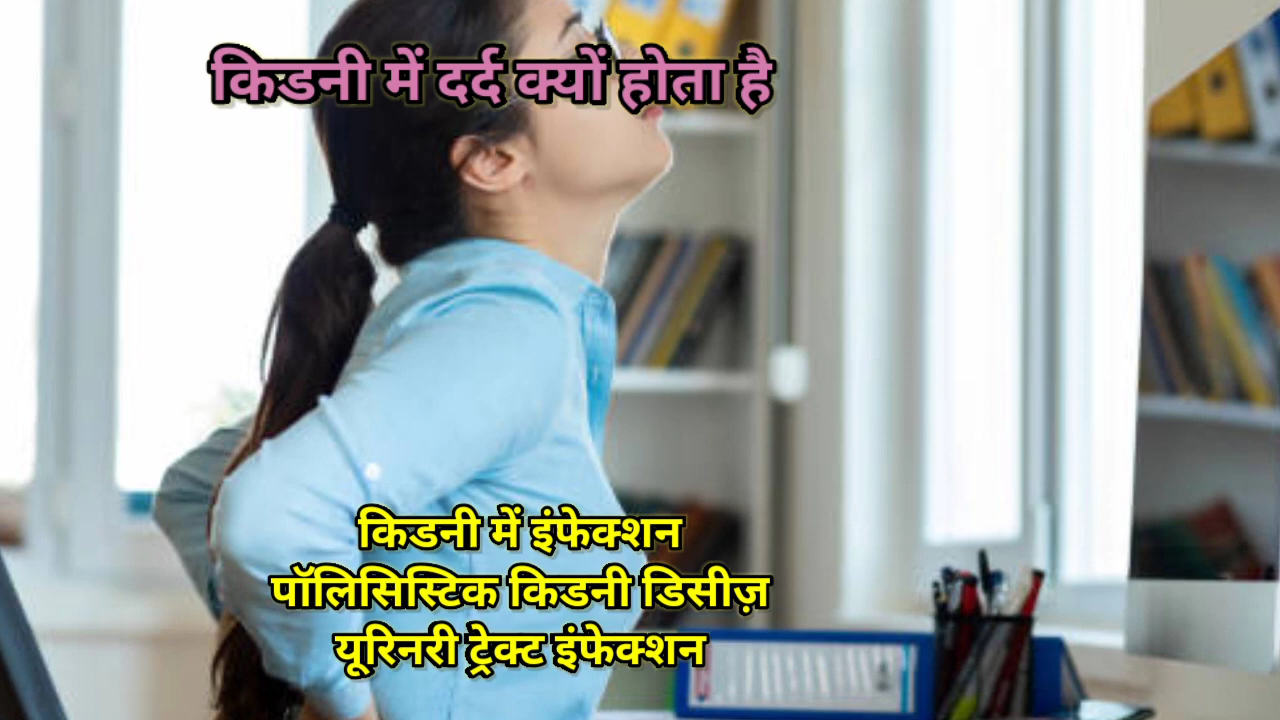 किडनी में दर्द क्यों होता है
किडनी में इंफेक्शन
पॉलिसिस्टिक किडनी डिसीज़
यूरिनरी ट्रेक्ट इंफेक्शन